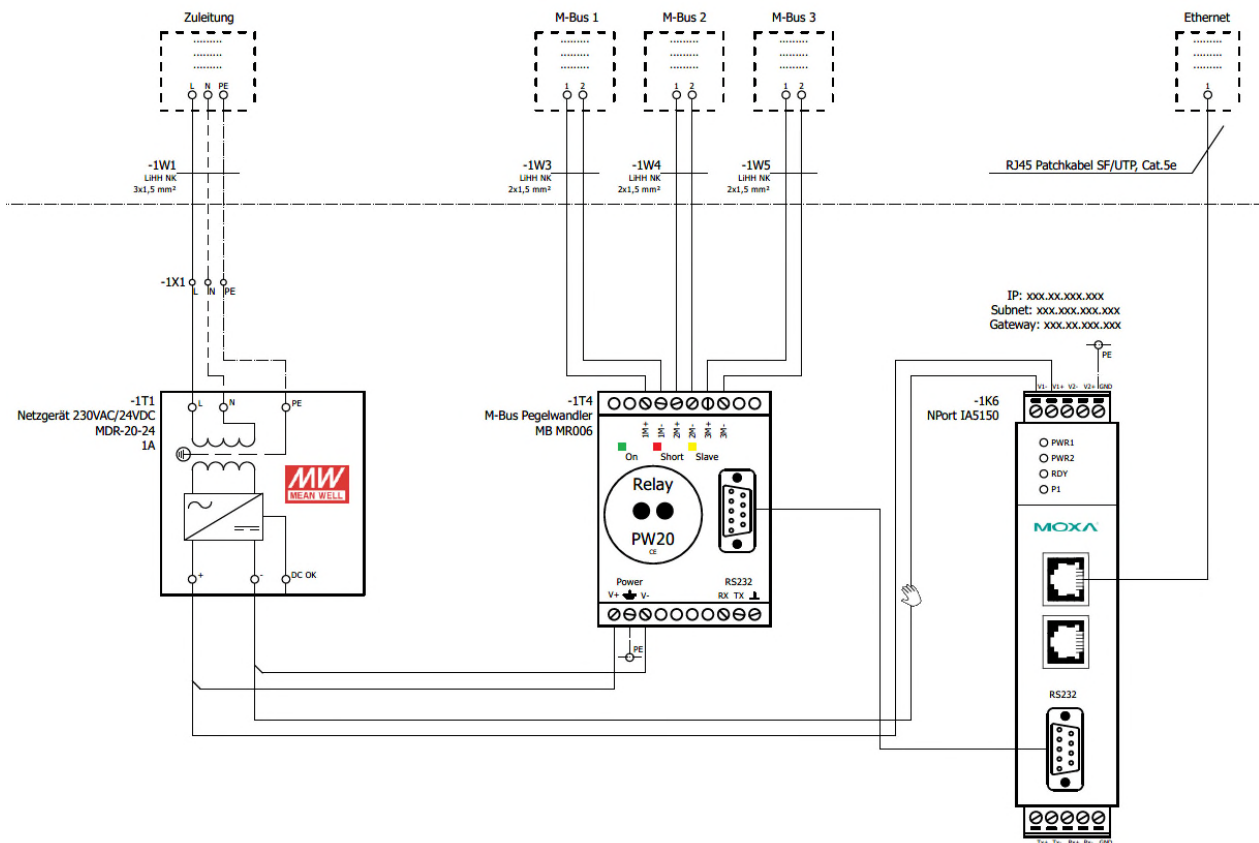 Zuleitung
M-Bus 1
M-Bus 2
M-Bus 3
Ethernet
L N PE
1 2
1 2
1 2
1
-1W1
LiHH NK
3x1,5 mm²
-1W3
LiHH NK
2x1,5 mm²
-1W4
LiHH NK
2x1,5 mm²
-1W5
LiHH NK
2x1,5 mm²
RJ45 Patchkabel SF/UTP, Cat.5e
-1X1
L N PE
IP: xxx.xx.xxx.xxx
Subnet: xxx.xxx.xxx.xxx
Gateway: xxx.xx.xxx.xxx
PE
-1T1
Netzgerät 230VAC/24VDC
MDR-20-24
1A
L N PE
MW
MEAN WELL
+ - DC OK
-1T4
M-Bus Pegelwandler
MB MR006
1M+ 1M- 2M+ 2M- 3M+ 3M-
On Short Slave
Relay
PW20
CE
Power
V+ V-
RS232
RX TX
PE
-1K6
NPort IA5150
V1- V1+ V2- V2+ GND
PWR1
PWR2
RDY
P1
MOXA
RS232
Tx+ Tx- Rx+ Rx- GND